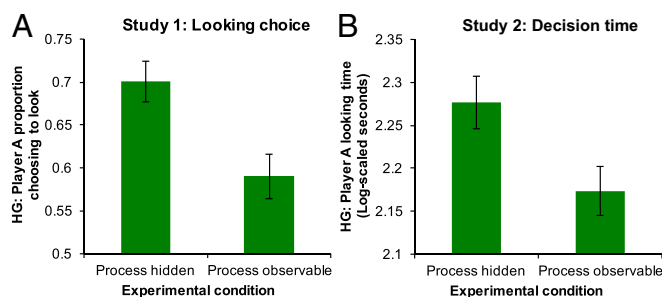 A
Study 1: Looking choice
HG: Player A proportion
choosing to look
0.75
0.7
0.65
0.6
0.55
0.5
Process hidden Process observable
Experimental condition
B
Study 2: Decision time
HG: Player A looking time
(Log-scaled seconds)
2.35
2.3
2.25
2.2
2.15
2.1
Process hidden Process observable
Experimental condition